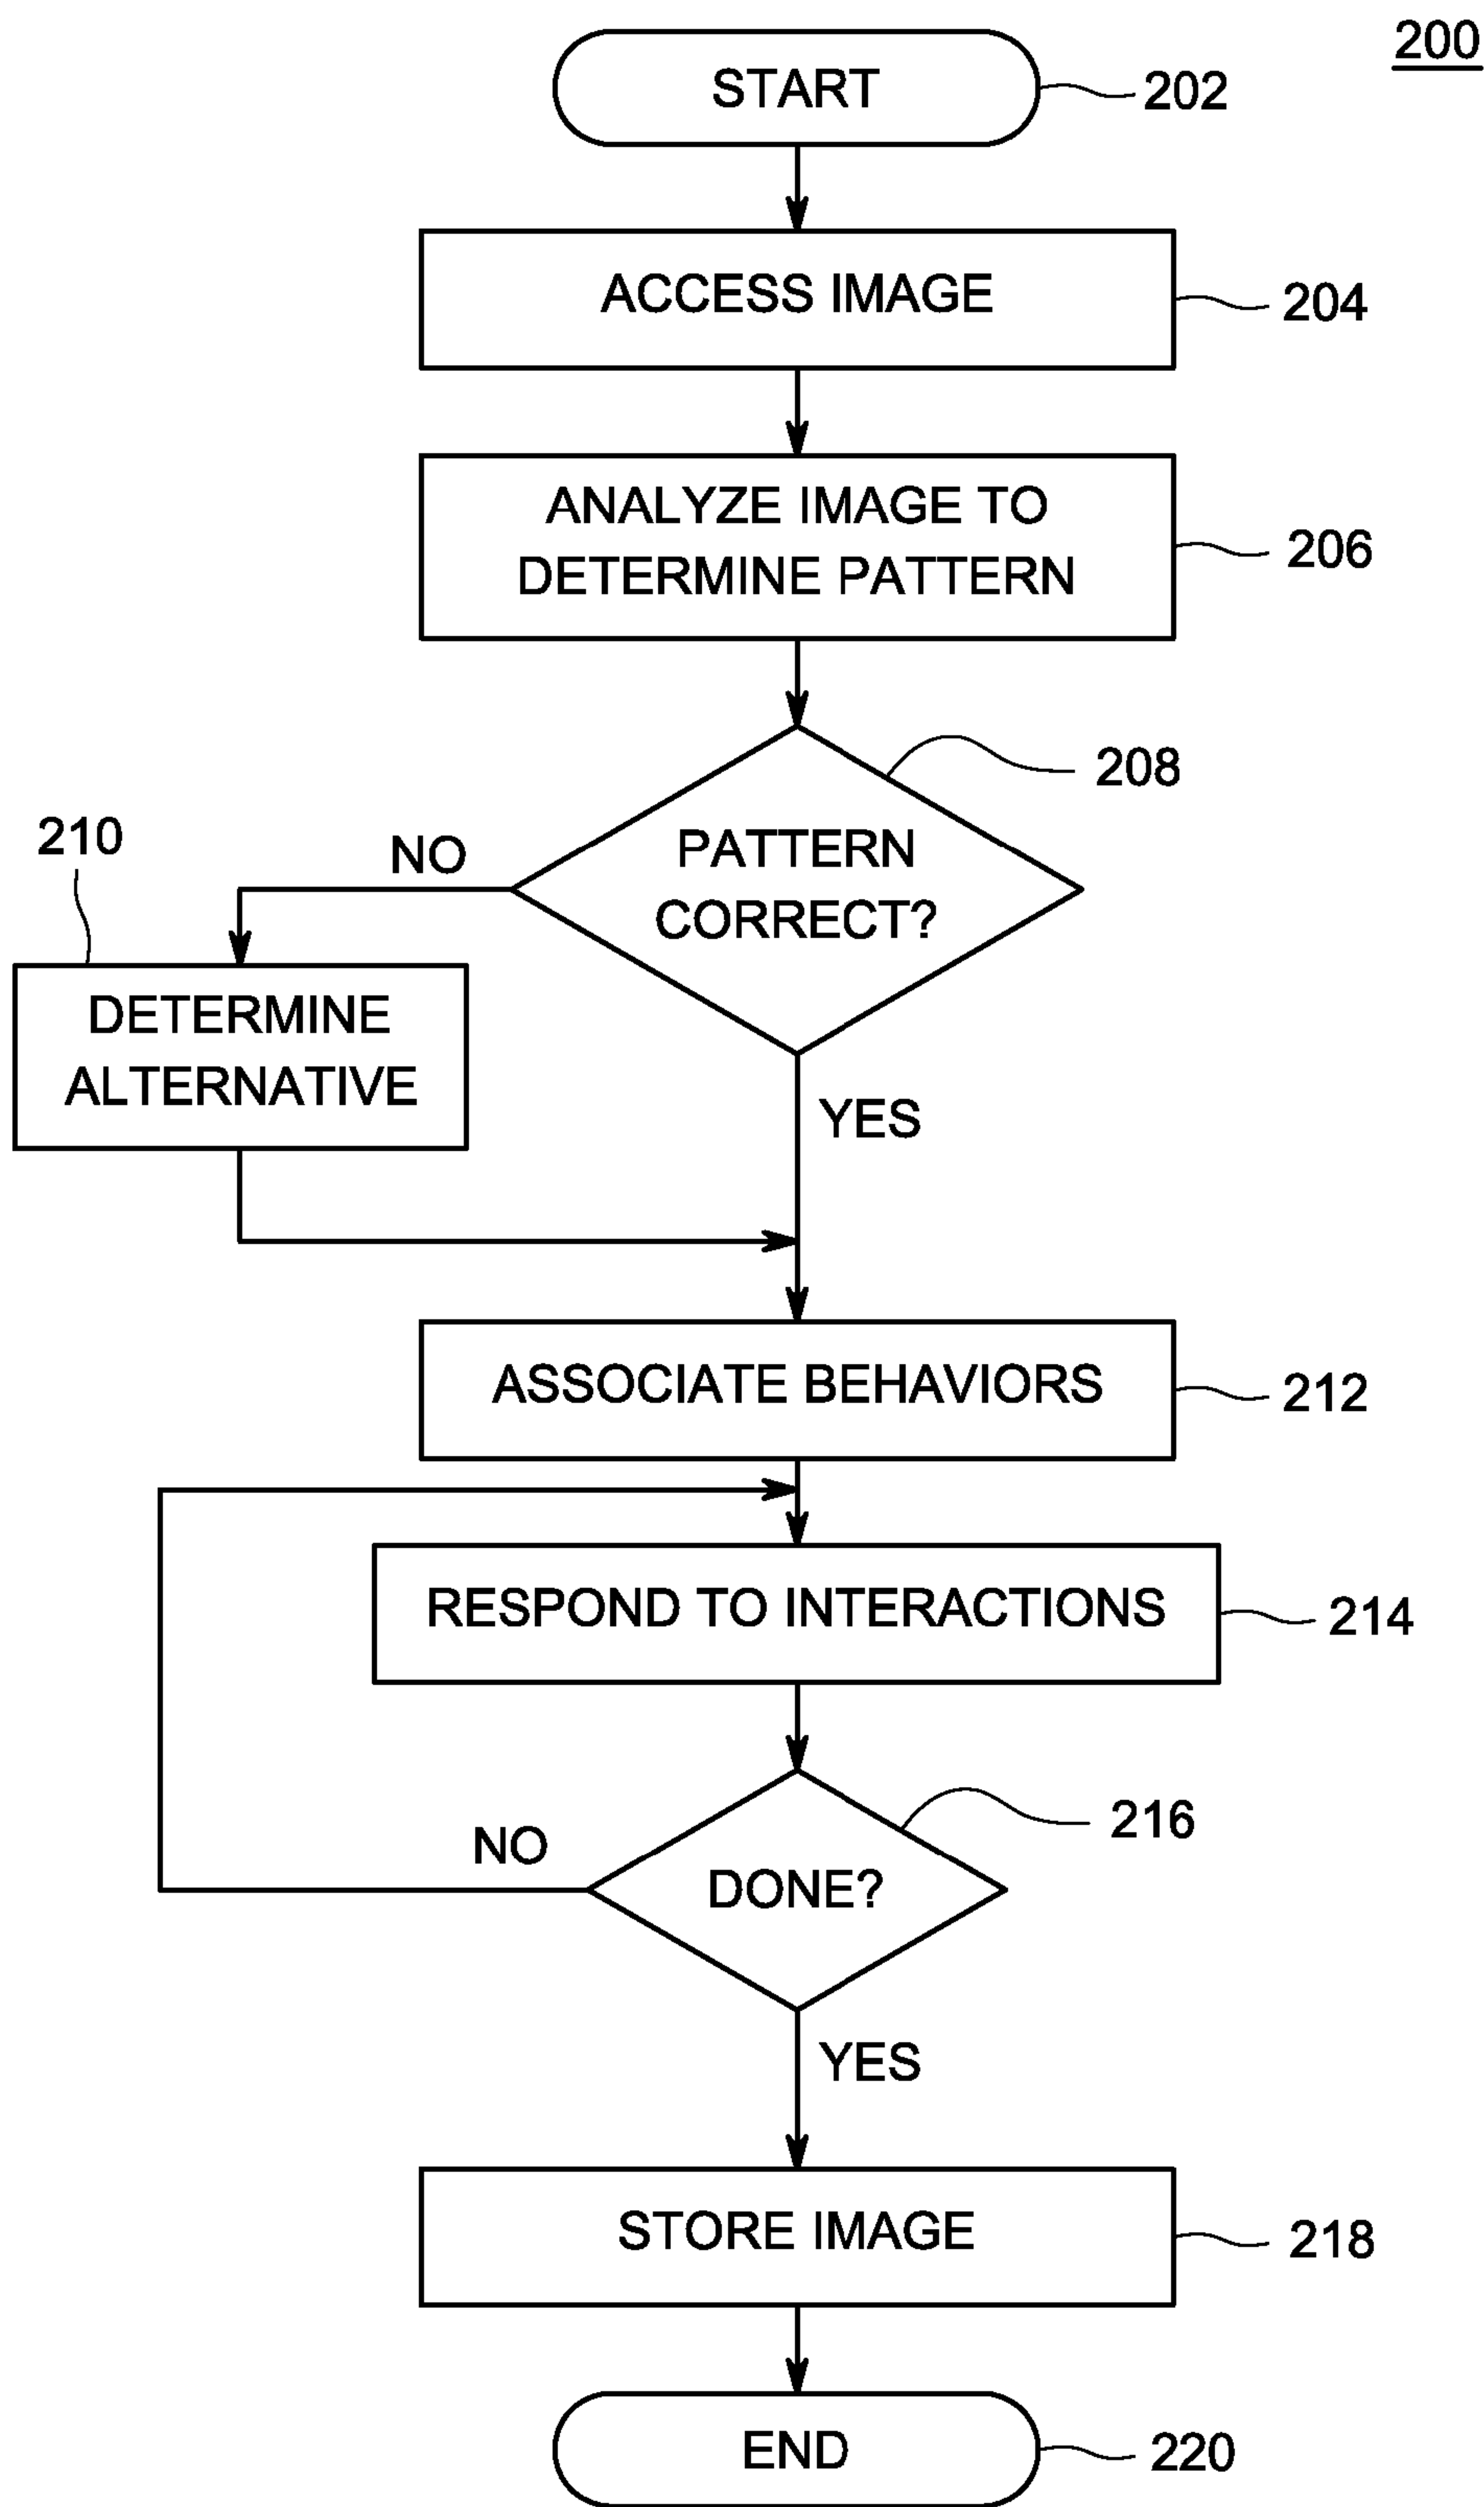 200
START
202
ACCESS IMAGE
204
ANALYZE IMAGE TO
DETERMINE PATTERN
206
208
PATTERN
CORRECT?
NO
210
DETERMINE
ALTERNATIVE
YES
ASSOCIATE BEHAVIORS
212
RESPOND TO INTERACTIONS
214
216
DONE?
NO
YES
STORE IMAGE
218
END
220